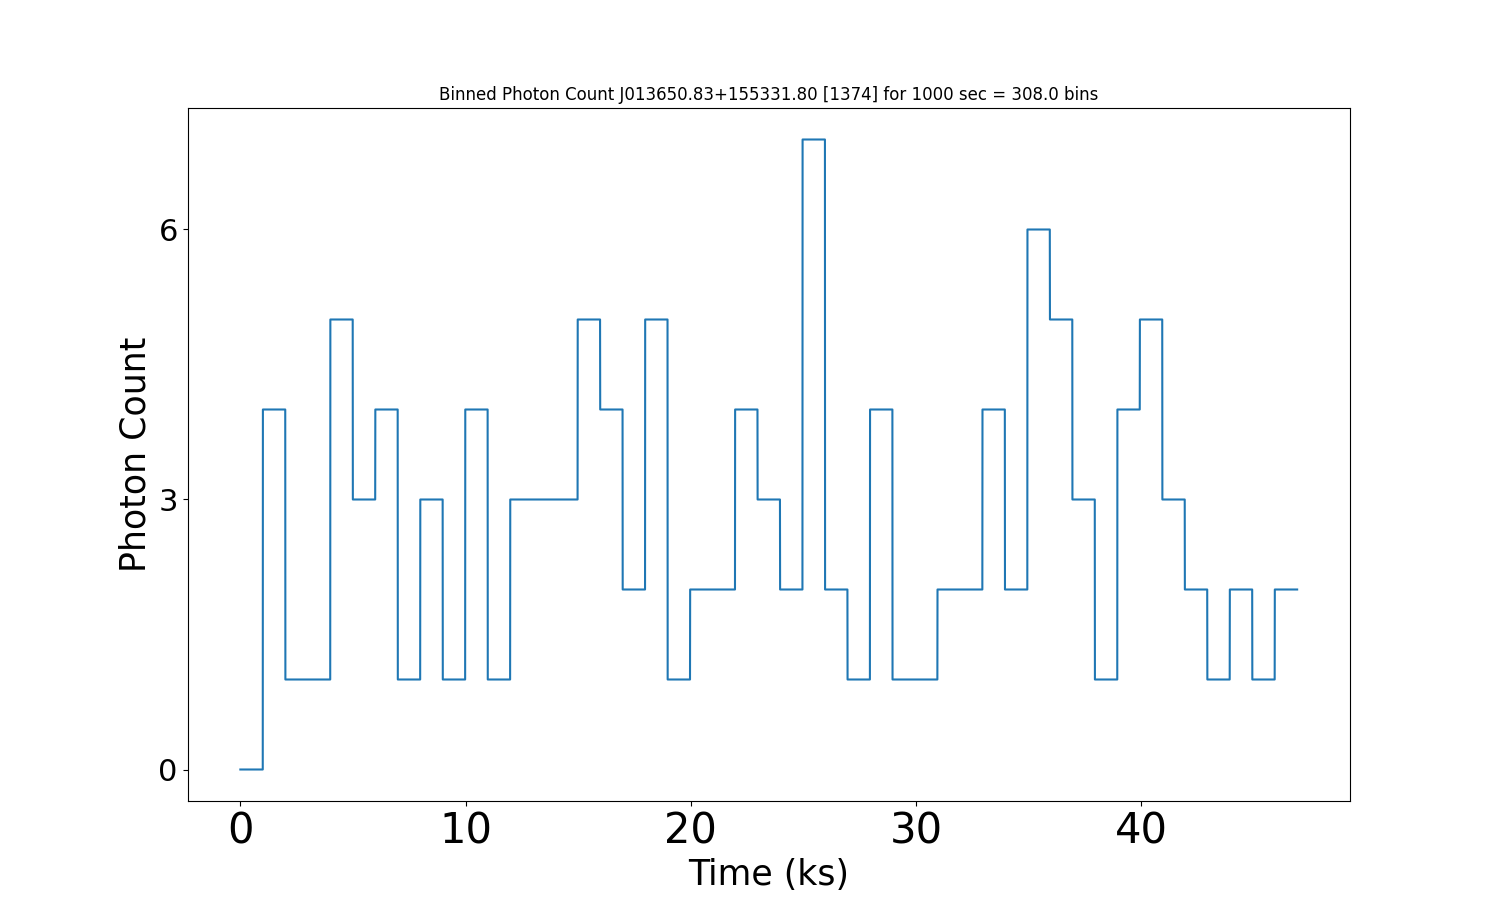 Binned Photon Count J013650.83+155331.80 [1374] for 1000 sec = 308.0 bins
6
3
0
Photon Count
0 10 20 30 40
Time (ks)